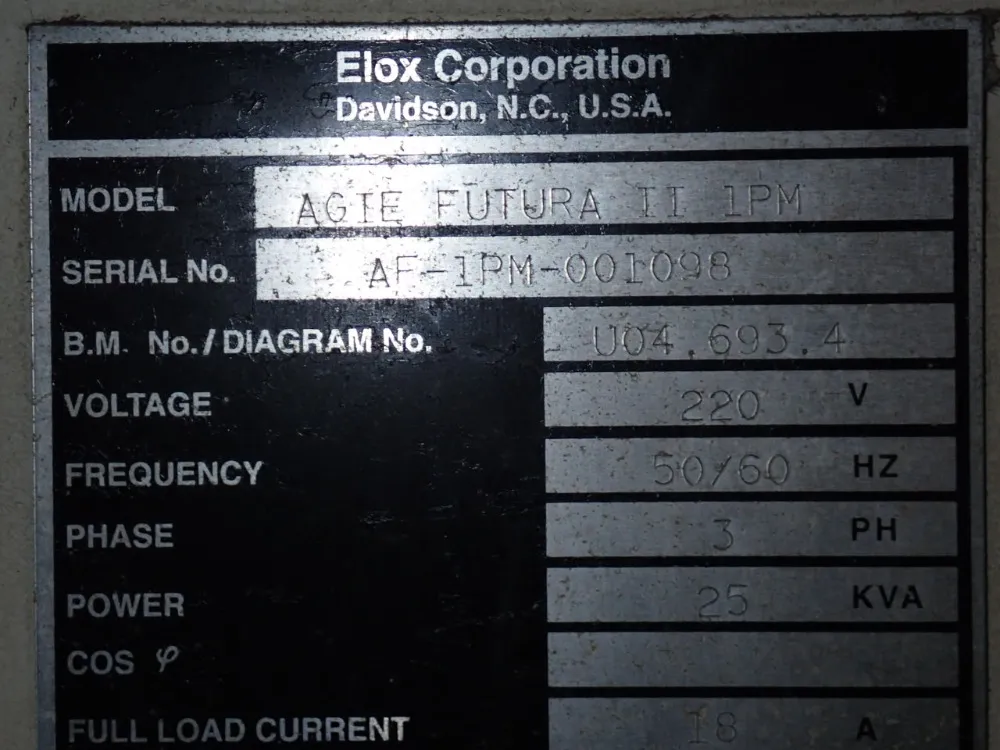 Elox Corporation
Davidson, N.C., U.S.A.
MODEL AGIE FUTURA II 1PM
SERIAL No. AF-1PM-001098
B.M. No./DIAGRAM No. U04.693.4
VOLTAGE 220 V
FREQUENCY 50/60 HZ
PHASE 3 PH
POWER 25 KVA
COS φ
FULL LOAD CURRENT 18 A